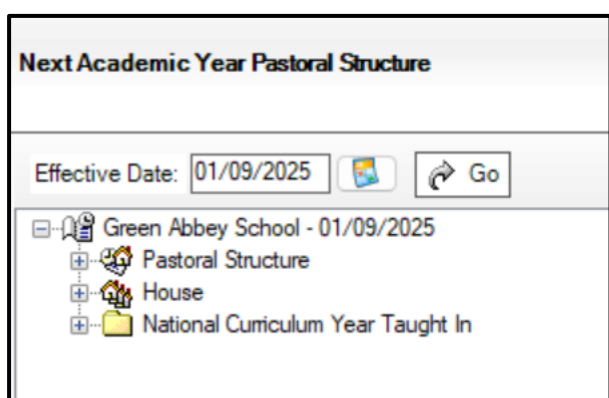 Next Academic Year Pastoral Structure
Effective Date: 01/09/2025 Go
Green Abbey School - 01/09/2025
Pastoral Structure
House
National Curriculum Year Taught In